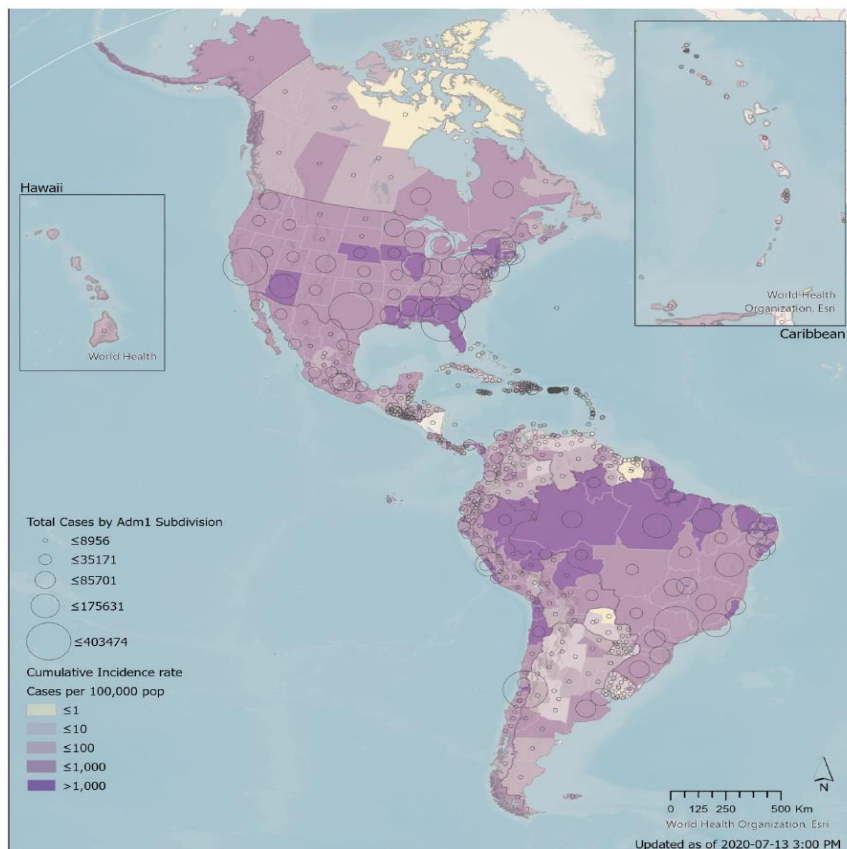 Hawaii
World Health
World Health
Organization, Esri
Caribbean
Total Cases by Adm1 Subdivision
≤8956
≤35171
≤85701
≤175631
≤403474
Cumulative Incidence rate
Cases per 100,000 pop
≤1
≤10
≤100
≤1,000
>1,000
N
0 125 250 500 Km
World Health Organization, Esri
Updated as of 2020-07-13 3:00 PM